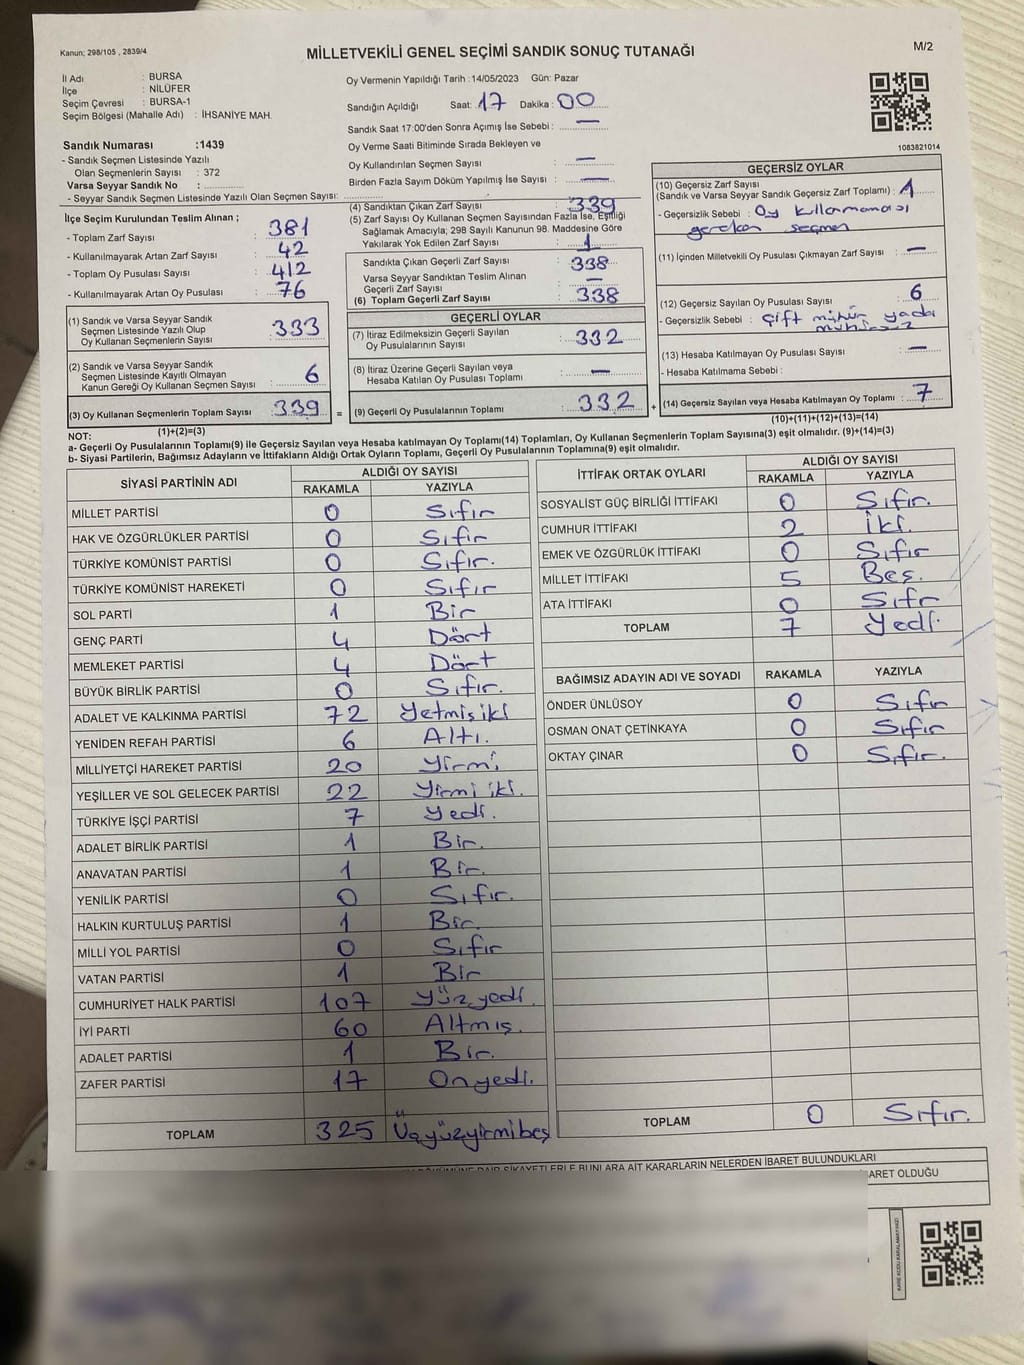 Kanun; 298/105 , 2839/4
MİLLETVEKİLİ GENEL SEÇİMİ SANDIK SONUÇ TUTANAĞI
M/2
İl Adı : BURSA
İlçe : NİLÜFER
Seçim Çevresi : BURSA-1
Seçim Bölgesi (Mahalle Adı) : İHSANİYE MAH.
Sandık Numarası :1439
- Sandık Seçmen Listesinde Yazılı
Olan Seçmenlerin Sayısı : 372
Varsa Seyyar Sandık No :
- Seyyar Sandık Seçmen Listesinde Yazılı Olan Seçmen Sayısı:
Oy Vermenin Yapıldığı Tarih :14/05/2023 Gün: Pazar
Sandığın Açıldığı Saat: 17 Dakika : 00
Sandık Saat 17:00'den Sonra Açımış İse Sebebi : —
Oy Verme Saati Bitiminde Sırada Bekleyen ve
Oy Kullandırılan Seçmen Sayısı : —
Birden Fazla Sayım Döküm Yapılmış İse Sayısı : —
1083821014
İlçe Seçim Kurulundan Teslim Alınan ;
- Toplam Zarf Sayısı : 381
- Kullanılmayarak Artan Zarf Sayısı : 42
- Toplam Oy Pusulası Sayısı : 412
- Kullanılmayarak Artan Oy Pusulası : 76
(1) Sandık ve Varsa Seyyar Sandık
Seçmen Listesinde Yazılı Olup
Oy Kullanan Seçmenlerin Sayısı : 333
(2) Sandık ve Varsa Seyyar Sandık
Seçmen Listesinde Kayıtlı Olmayan
Kanun Gereği Oy Kullanan Seçmen Sayısı : 6
(3) Oy Kullanan Seçmenlerin Toplam Sayısı : 339
(1)+(2)=(3)
(4) Sandıktan Çıkan Zarf Sayısı : 339
(5) Zarf Sayısı Oy Kullanan Seçmen Sayısından Fazla İse, Eşitliği
Sağlamak Amacıyla; 298 Sayılı Kanunun 98. Maddesine Göre
Yakılarak Yok Edilen Zarf Sayısı : 1
Sandıkta Çıkan Geçerli Zarf Sayısı : 338
Varsa Seyyar Sandıktan Teslim Alınan
Geçerli Zarf Sayısı : —
(6) Toplam Geçerli Zarf Sayısı : 338
GEÇERLİ OYLAR
(7) İtiraz Edilmeksizin Geçerli Sayılan
Oy Pusulalarının Sayısı : 332
(8) İtiraz Üzerine Geçerli Sayılan veya
Hesaba Katılan Oy Pusulası Toplamı : —
= (9) Geçerli Oy Pusulalarının Toplamı : 332
GEÇERSİZ OYLAR
(10) Geçersiz Zarf Sayısı
(Sandık ve Varsa Seyyar Sandık Geçersiz Zarf Toplamı) : 1
- Geçersizlik Sebebi : Oy kullanmaması
gereken seçmen
(11) İçinden Milletvekili Oy Pusulası Çıkmayan Zarf Sayısı : —
(12) Geçersiz Sayılan Oy Pusulası Sayısı : 6
- Geçersizlik Sebebi : Çift mühür yada
(13) Hesaba Katılmayan Oy Pusulası Sayısı : —
- Hesaba Katılmama Sebebi :
+ (14) Geçersiz Sayılan veya Hesaba Katılmayan Oy Toplamı : 7
(10)+(11)+(12)+(13)=(14)
NOT:
a- Geçerli Oy Pusulalarının Toplamı(9) ile Geçersiz Sayılan veya Hesaba katılmayan Oy Toplamı(14) Toplamları, Oy Kullanan Seçmenlerin Toplam Sayısına(3) eşit olmalıdır. (9)+(14)=(3)
b- Siyasi Partilerin, Bağımsız Adayların ve İttifakların Aldığı Ortak Oyların Toplamı, Geçerli Oy Pusulalarının Toplamına(9) eşit olmalıdır.
SİYASİ PARTİNİN ADI ALDIĞI OY SAYISI
RAKAMLA YAZIYLA
MİLLET PARTİSİ 0 Sıfır
HAK VE ÖZGÜRLÜKLER PARTİSİ 0 Sıfır
TÜRKİYE KOMÜNİST PARTİSİ 0 Sıfır.
TÜRKİYE KOMÜNİST HAREKETİ 0 Sıfır
SOL PARTİ 1 Bir
GENÇ PARTİ 4 Dört
MEMLEKET PARTİSİ 4 Dört
BÜYÜK BİRLİK PARTİSİ 0 Sıfır.
ADALET VE KALKINMA PARTİSİ 72 Yetmişiki
YENİDEN REFAH PARTİSİ 6 Altı.
MİLLİYETÇİ HAREKET PARTİSİ 20 Yirmi
YEŞİLLER VE SOL GELECEK PARTİSİ 22 Yirmi iki.
TÜRKİYE İŞÇİ PARTİSİ 7 Yedi.
ADALET BİRLİK PARTİSİ 1 Bir.
ANAVATAN PARTİSİ 1 Bir.
YENİLİK PARTİSİ 0 Sıfır.
HALKIN KURTULUŞ PARTİSİ 1 Bir.
MİLLİ YOL PARTİSİ 0 Sıfır
VATAN PARTİSİ 1 Bir
CUMHURİYET HALK PARTİSİ 107 Yüzyedi.
İYİ PARTİ 60 Altmış.
ADALET PARTİSİ 1 Bir.
ZAFER PARTİSİ 17 Onyedi.
TOPLAM 325 Üçyüzyirmibeş
İTTİFAK ORTAK OYLARI ALDIĞI OY SAYISI
RAKAMLA YAZIYLA
SOSYALİST GÜÇ BİRLİĞİ İTTİFAKI 0 Sıfır.
CUMHUR İTTİFAKI 2 İki.
EMEK VE ÖZGÜRLÜK İTTİFAKI 0 Sıfır
MİLLET İTTİFAKI 5 Beş.
ATA İTTİFAKI 0 Sıfr
TOPLAM 7 Yedi.
BAĞIMSIZ ADAYIN ADI VE SOYADI RAKAMLA YAZIYLA
ÖNDER ÜNLÜSOY 0 Sıfır
OSMAN ONAT ÇETİNKAYA 0 Sıfır
OKTAY ÇINAR 0 Sıfır.
TOPLAM 0 Sıfır.
ŞİKAYETLERLE BUNLARA AİT KARARLARIN NELERDEN İBARET BULUNDUKLARI
OLDUĞU